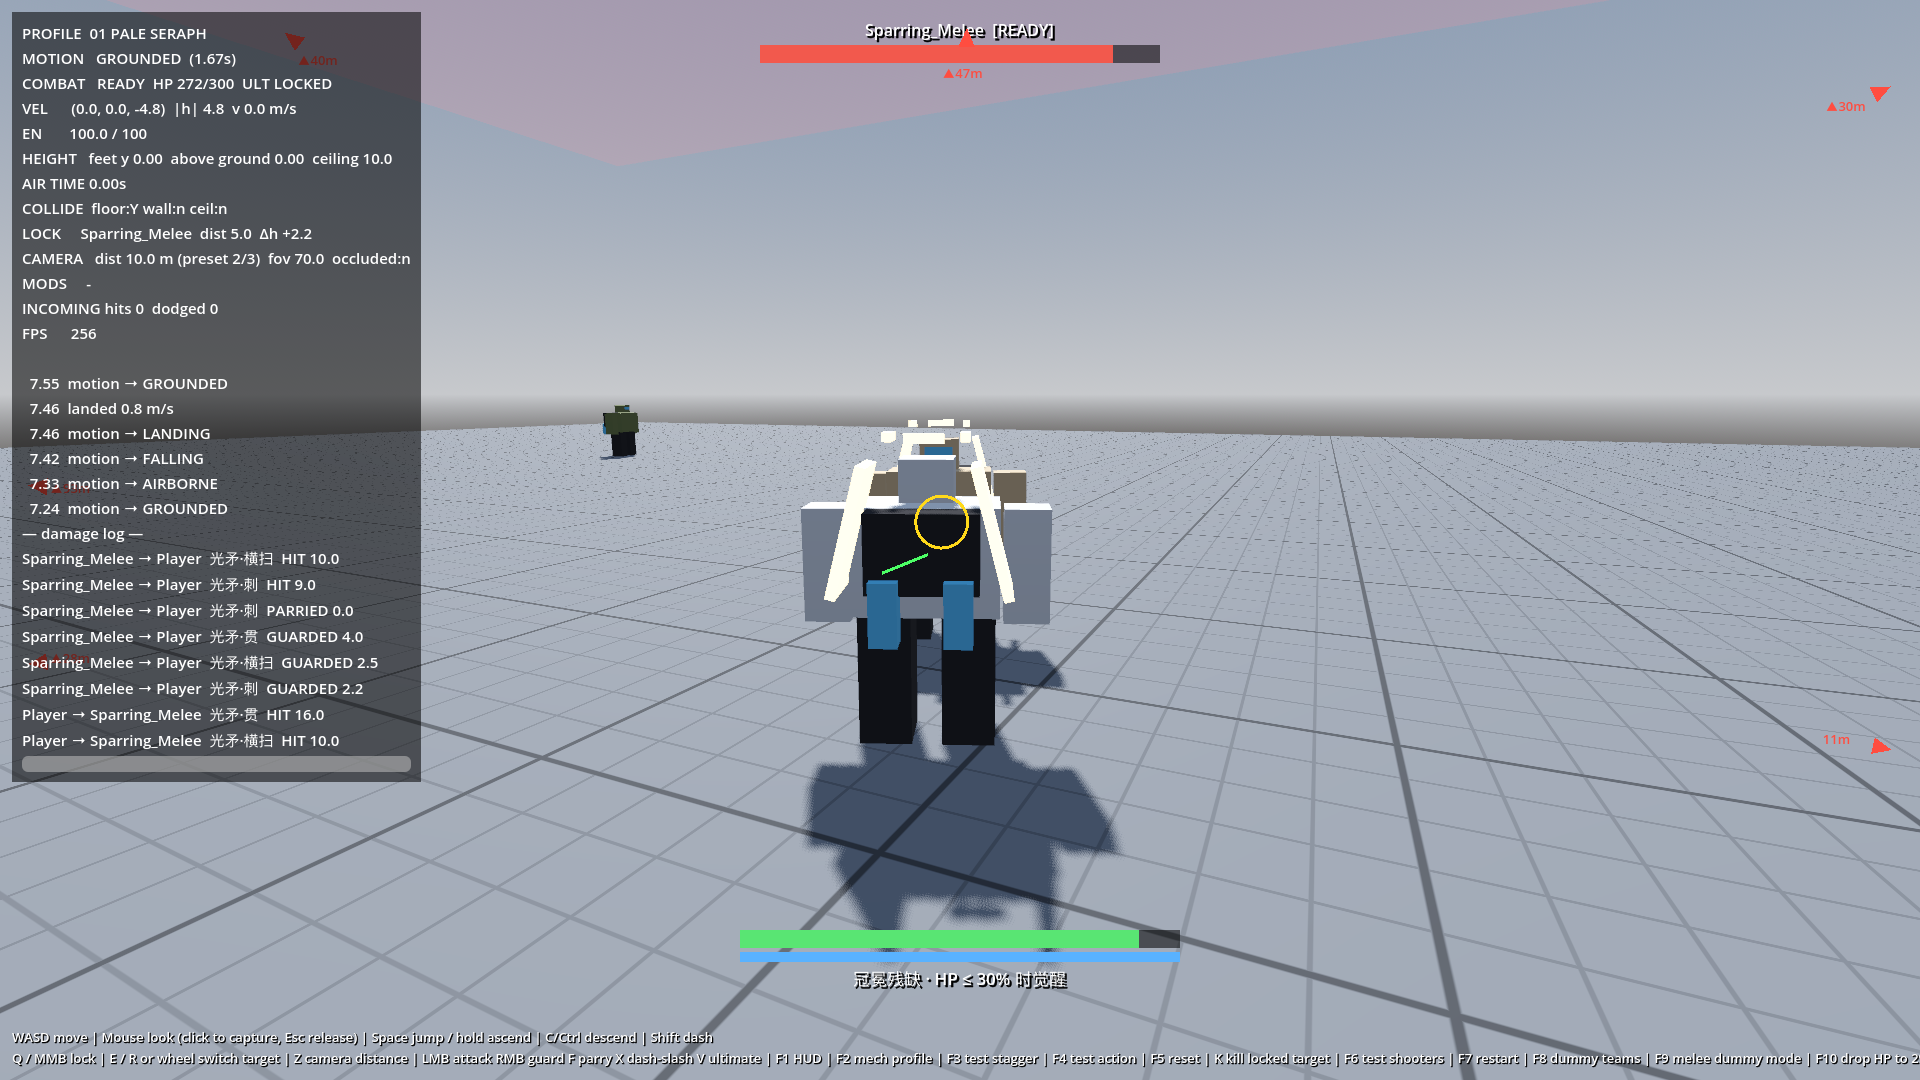 PROFILE 01 PALE SERAPH
MOTION GROUNDED (1.67s)
COMBAT READY HP 272/300 ULT LOCKED
VEL (0.0, 0.0, -4.8) |h| 4.8 v 0.0 m/s
EN 100.0 / 100
HEIGHT feet y 0.00 above ground 0.00 ceiling 10.0
AIR TIME 0.00s
COLLIDE floor:Y wall:n ceil:n
LOCK Sparring_Melee dist 5.0 Δh +2.2
CAMERA dist 10.0 m (preset 2/3) fov 70.0 occluded:n
MODS -
INCOMING hits 0 dodged 0
FPS 256
7.55 motion → GROUNDED
7.46 landed 0.8 m/s
7.46 motion → LANDING
7.42 motion → FALLING
7.33 motion → AIRBORNE
7.24 motion → GROUNDED
— damage log —
Sparring_Melee → Player 光矛·横扫 HIT 10.0
Sparring_Melee → Player 光矛·刺 HIT 9.0
Sparring_Melee → Player 光矛·刺 PARRIED 0.0
Sparring_Melee → Player 光矛·贯 GUARDED 4.0
Sparring_Melee → Player 光矛·横扫 GUARDED 2.5
Sparring_Melee → Player 光矛·刺 GUARDED 2.2
Player → Sparring_Melee 光矛·贯 HIT 16.0
Player → Sparring_Melee 光矛·横扫 HIT 10.0
▲40m
Sparring_Melee [READY]
▲47m
▲30m
11m
冠冕残缺 · HP ≤ 30% 时觉醒
WASD move | Mouse look (click to capture, Esc release) | Space jump / hold ascend | C/Ctrl descend | Shift dash
Q / MMB lock | E / R or wheel switch target | Z camera distance | LMB attack RMB guard F parry X dash-slash V ultimate | F1 HUD | F2 mech profile | F3 test stagger | F4 test action | F5 reset | K kill locked target | F6 test shooters | F7 restart | F8 dummy teams | F9 melee dummy mode | F10 drop HP to